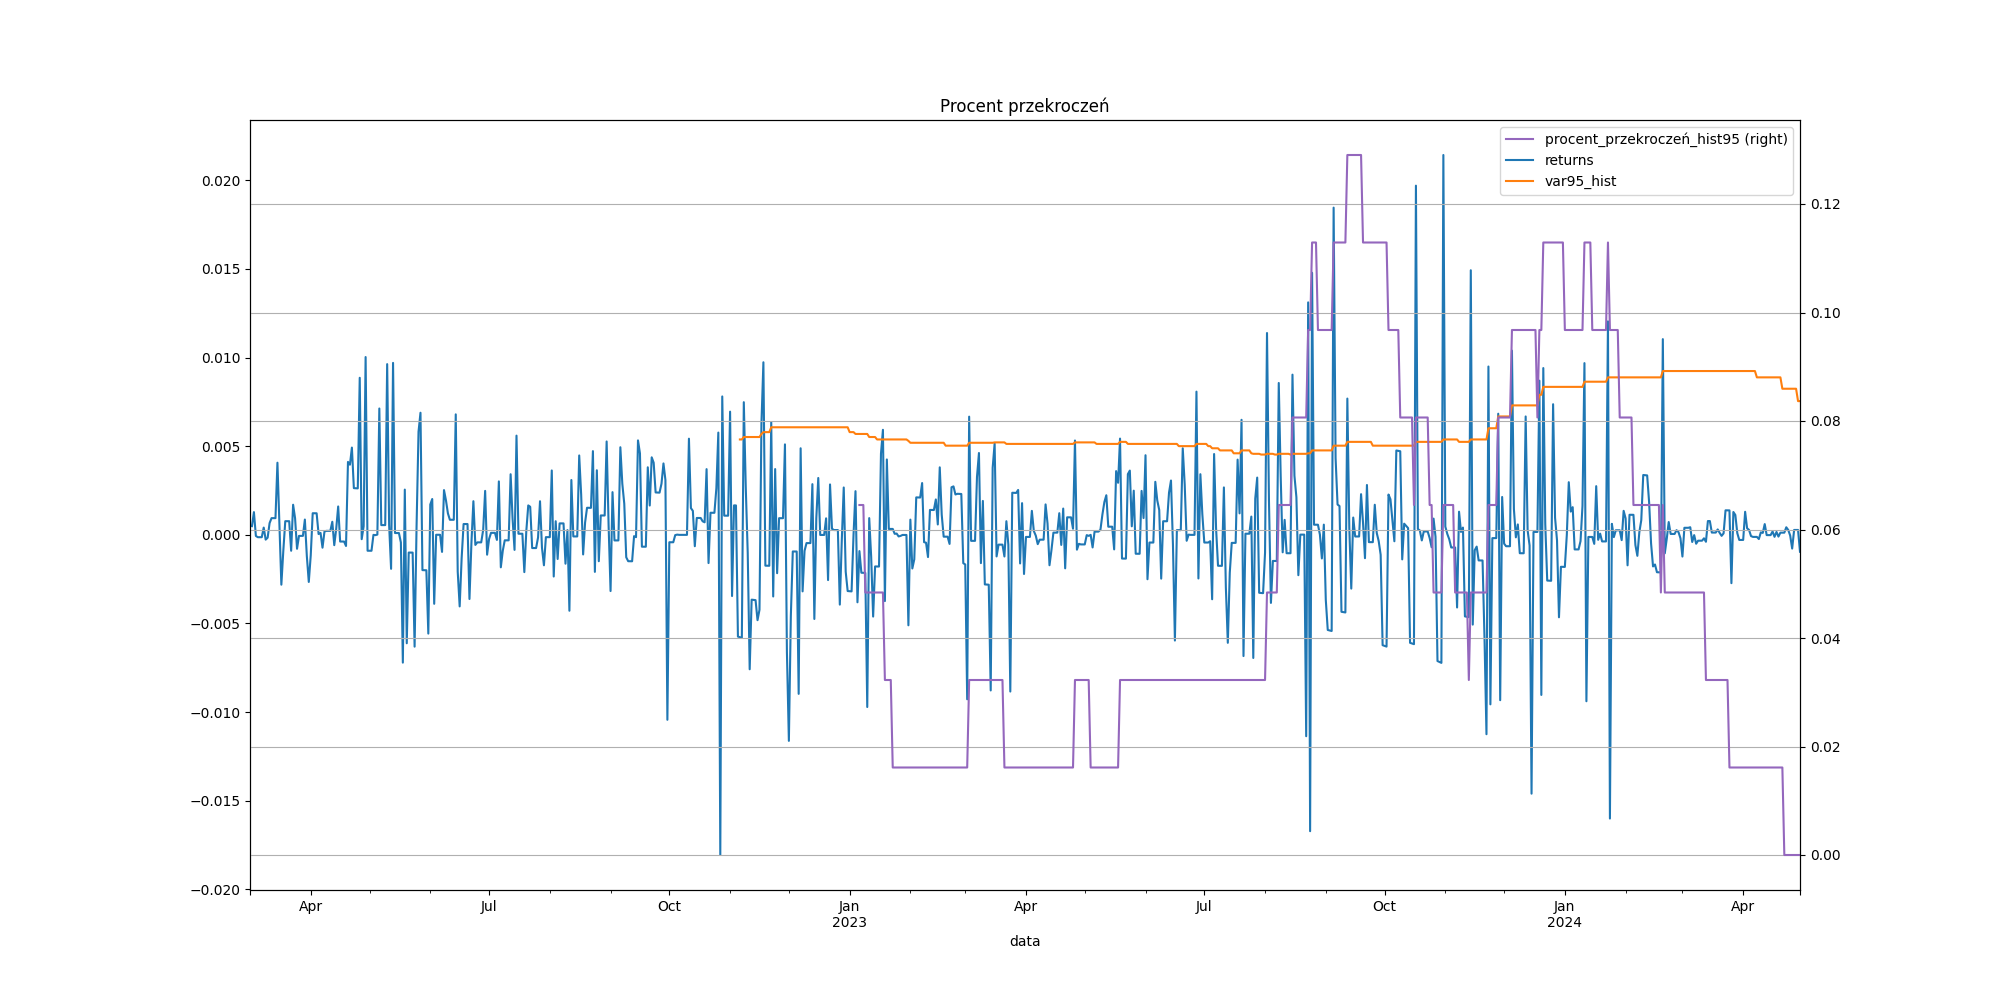 Procent przekroczeń
procent_przekroczeń_hist95 (right)
returns
var95_hist
0.020
0.015
0.010
0.005
0.000
−0.005
−0.010
−0.015
−0.020
0.12
0.10
0.08
0.06
0.04
0.02
0.00
Apr Jul Oct Jan Apr Jul Oct Jan Apr
2023 2024
data